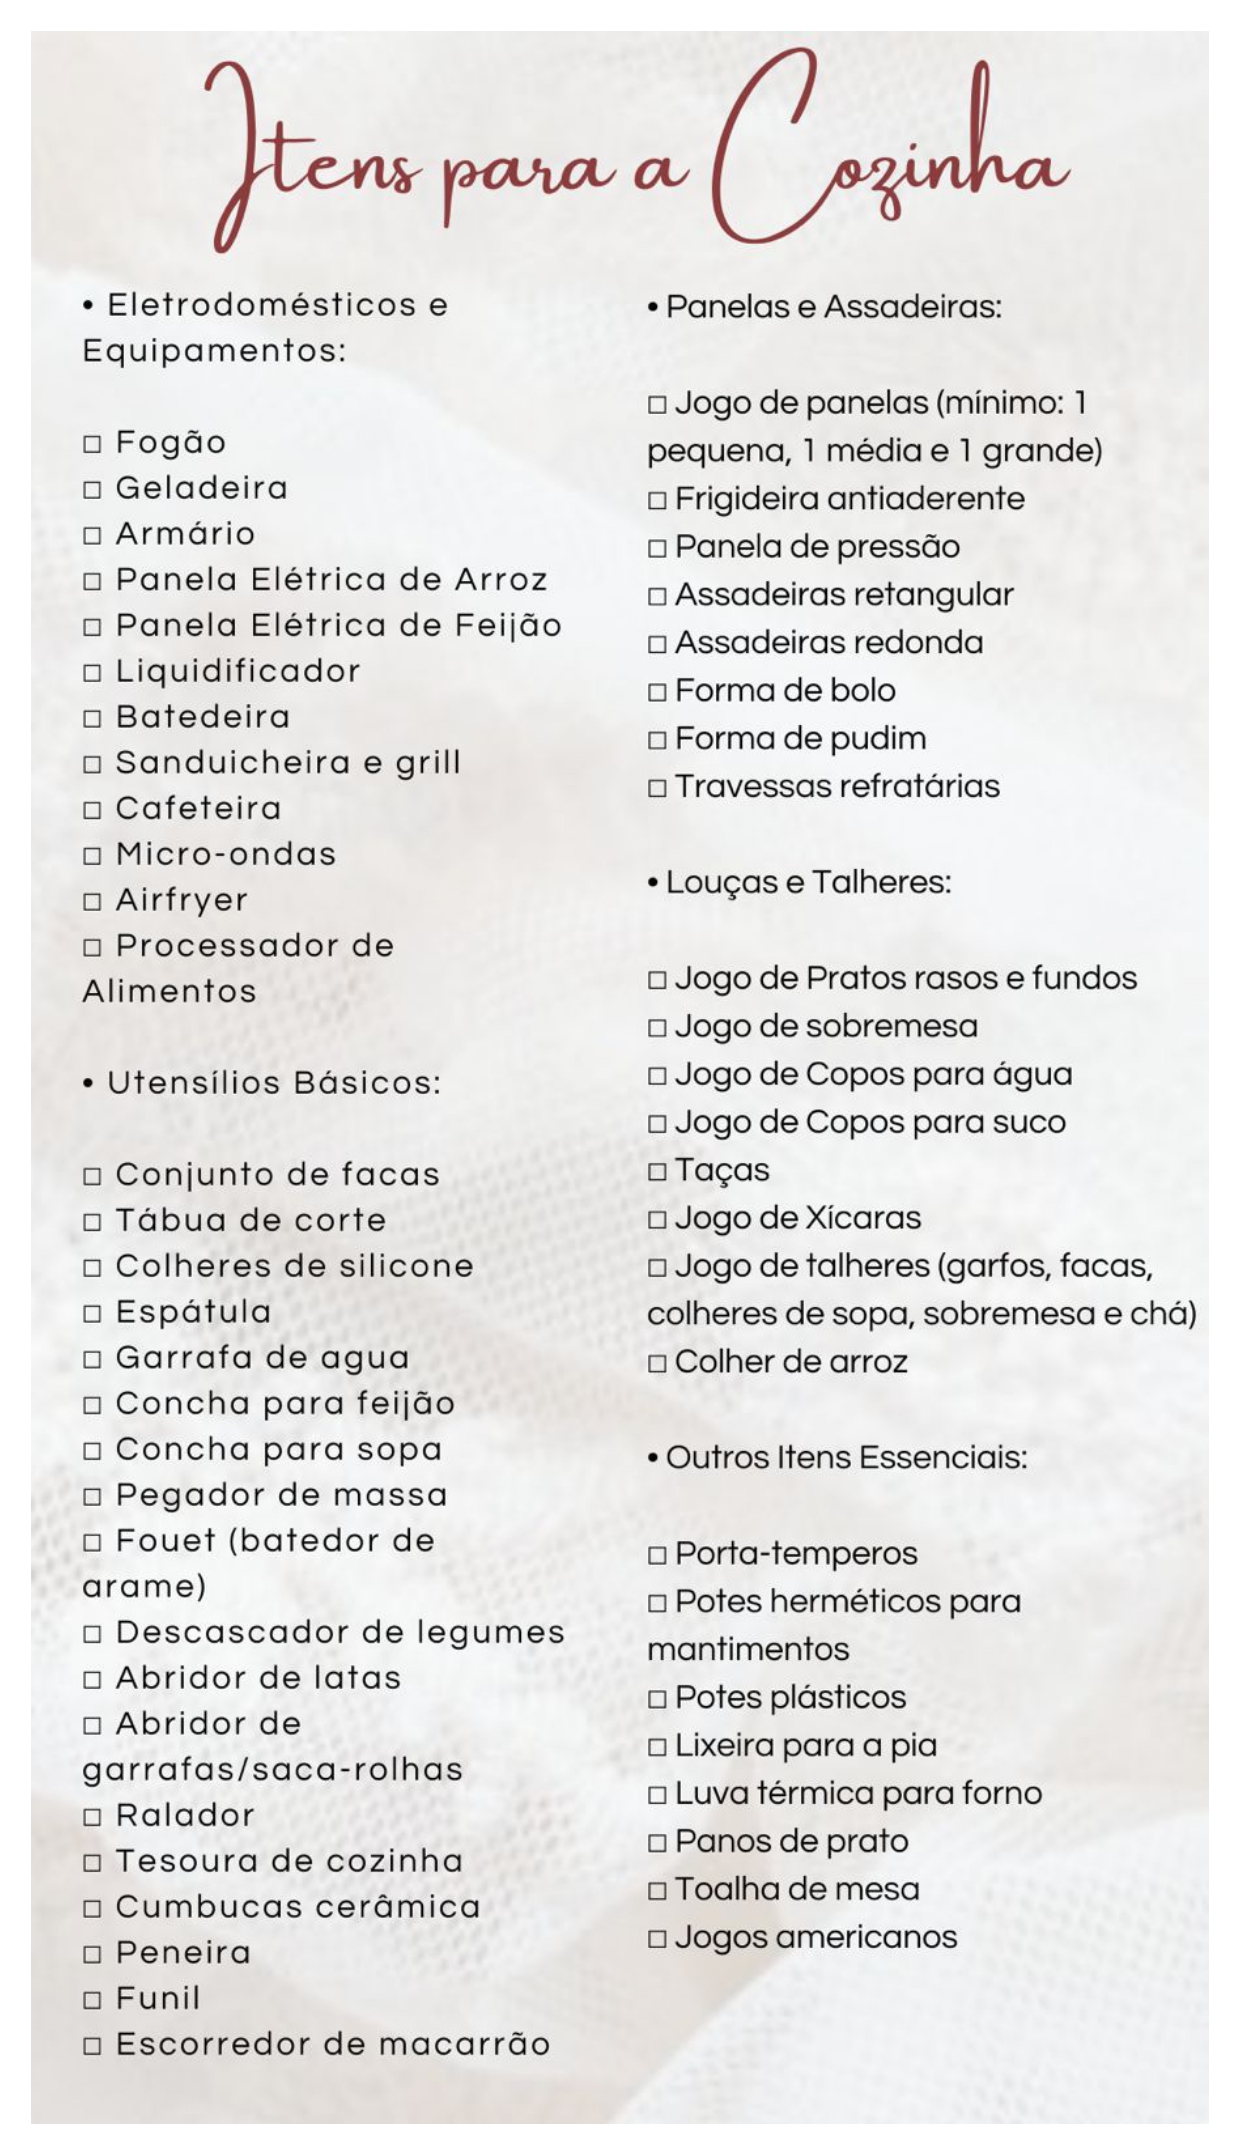 Itens para a Cozinha
• Eletrodomésticos e
Equipamentos:
□ Fogão
□ Geladeira
□ Armário
□ Panela Elétrica de Arroz
□ Panela Elétrica de Feijão
□ Liquidificador
□ Batedeira
□ Sanduicheira e grill
□ Cafeteira
□ Micro-ondas
□ Airfryer
□ Processador de
Alimentos
• Utensílios Básicos:
□ Conjunto de facas
□ Tábua de corte
□ Colheres de silicone
□ Espátula
□ Garrafa de agua
□ Concha para feijão
□ Concha para sopa
□ Pegador de massa
□ Fouet (batedor de
arame)
□ Descascador de legumes
□ Abridor de latas
□ Abridor de
garrafas/saca-rolhas
□ Ralador
□ Tesoura de cozinha
□ Cumbucas cerâmica
□ Peneira
□ Funil
□ Escorredor de macarrão
• Panelas e Assadeiras:
□ Jogo de panelas (mínimo: 1
pequena, 1 média e 1 grande)
□ Frigideira antiaderente
□ Panela de pressão
□ Assadeiras retangular
□ Assadeiras redonda
□ Forma de bolo
□ Forma de pudim
□ Travessas refratárias
• Louças e Talheres:
□ Jogo de Pratos rasos e fundos
□ Jogo de sobremesa
□ Jogo de Copos para água
□ Jogo de Copos para suco
□ Taças
□ Jogo de Xícaras
□ Jogo de talheres (garfos, facas,
colheres de sopa, sobremesa e chá)
□ Colher de arroz
• Outros Itens Essenciais:
□ Porta-temperos
□ Potes herméticos para
mantimentos
□ Potes plásticos
□ Lixeira para a pia
□ Luva térmica para forno
□ Panos de prato
□ Toalha de mesa
□ Jogos americanos